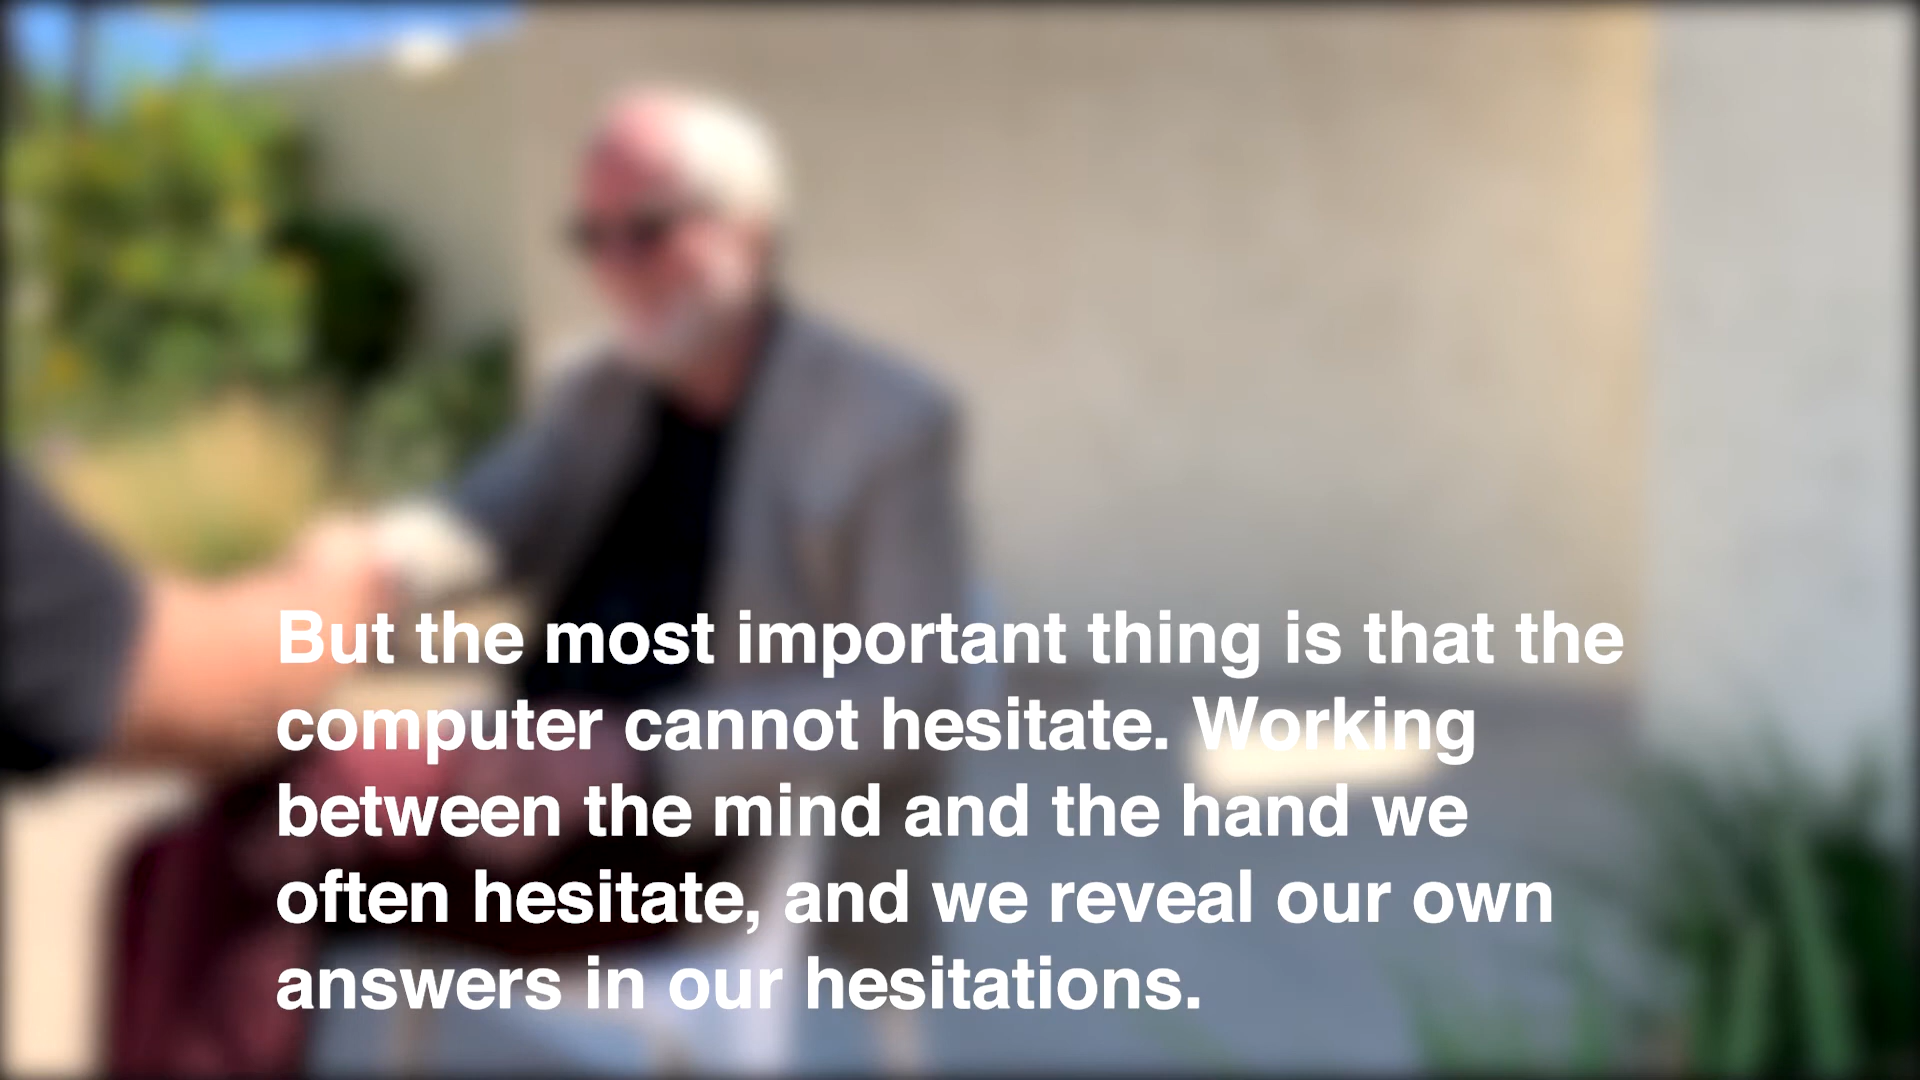 But the most important thing is that the
computer cannot hesitate. Working
between the mind and the hand we
often hesitate, and we reveal our own
answers in our hesitations.